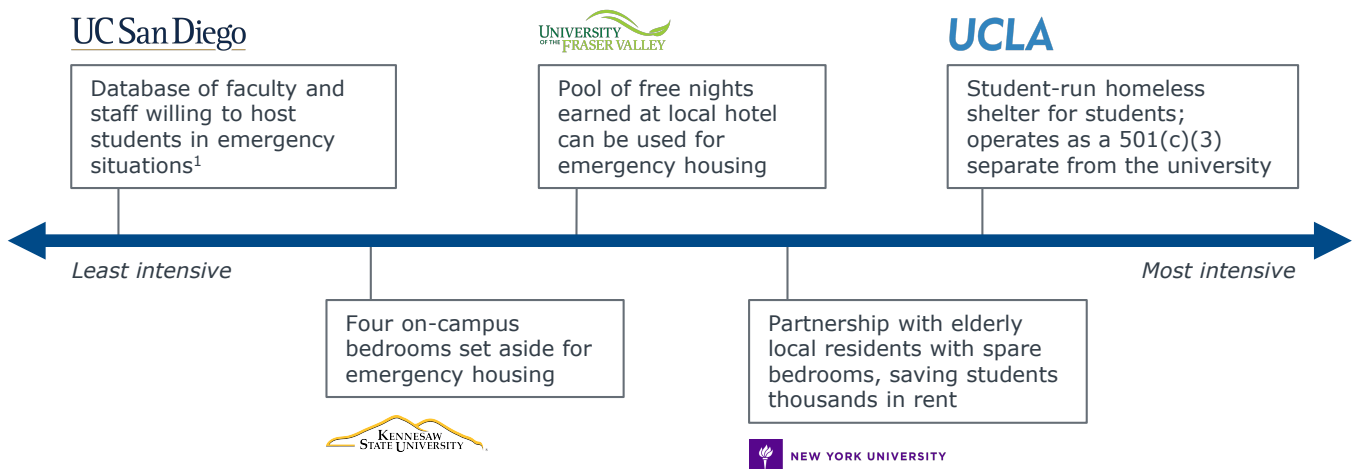 UC San Diego
Database of faculty and
staff willing to host
students in emergency
situations¹
UNIVERSITY
OF THE FRASER VALLEY
Pool of free nights
earned at local hotel
can be used for
emergency housing
UCLA
Student-run homeless
shelter for students;
operates as a 501(c)(3)
separate from the university
Least intensive
Most intensive
Four on-campus
bedrooms set aside for
emergency housing
KENNESAW
STATE UNIVERSITY
Partnership with elderly
local residents with spare
bedrooms, saving students
thousands in rent
NEW YORK UNIVERSITY